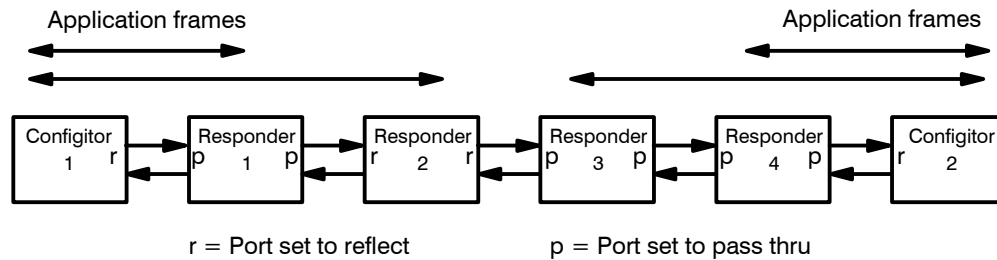 Application frames
Application frames
Configitor
1
r
p
Responder
1
p
r
Responder
2
r
p
Responder
3
p
p
Responder
4
p
r
Configitor
2
r = Port set to reflect
p = Port set to pass thru